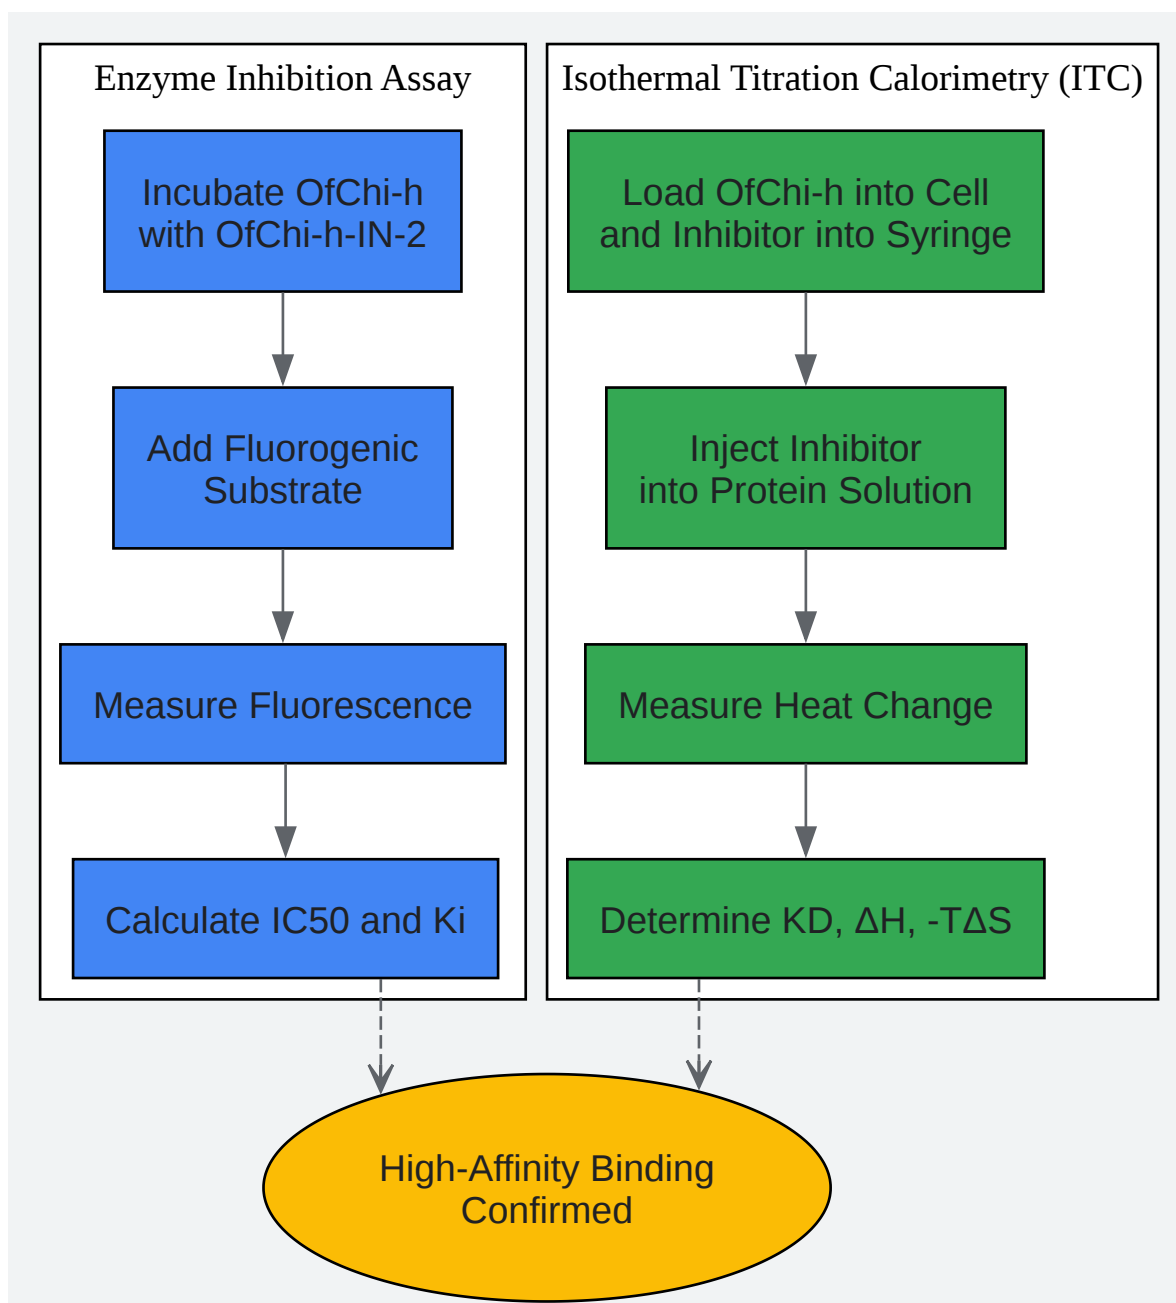 Enzyme Inhibition Assay
Incubate OfChi-h
with OfChi-h-IN-2
Add Fluorogenic
Substrate
Measure Fluorescence
Calculate IC50 and Ki
Isothermal Titration Calorimetry (ITC)
Load OfChi-h into Cell
and Inhibitor into Syringe
Inject Inhibitor
into Protein Solution
Measure Heat Change
Determine KD, ΔH, -TΔS
High-Affinity Binding
Confirmed